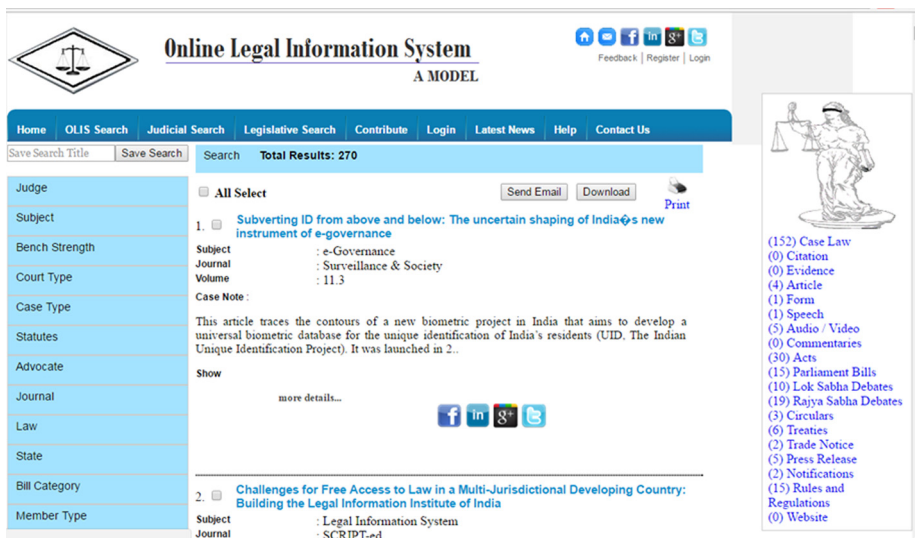 Online Legal Information System
A MODEL
Feedback | Register | Login
Home OLIS Search Judicial Search Legislative Search Contribute Login Latest News Help Contact Us
Save Search Title Save Search
Search Total Results: 270
Judge
Subject
Bench Strength
Court Type
Case Type
Statutes
Advocate
Journal
Law
State
Bill Category
Member Type
All Select Send Email Download Print
1. Subverting ID from above and below: The uncertain shaping of India�s new
instrument of e-governance
Subject : e-Governance
Journal : Surveillance & Society
Volume : 11.3
Case Note :
This article traces the contours of a new biometric project in India that aims to develop a
universal biometric database for the unique identification of India's residents (UID, The Indian
Unique Identification Project). It was launched in 2..
Show
more details...
f in g+
2. Challenges for Free Access to Law in a Multi-Jurisdictional Developing Country:
Building the Legal Information Institute of India
Subject : Legal Information System
Journal : SCRIPT-ed
(152) Case Law
(0) Citation
(0) Evidence
(4) Article
(1) Form
(1) Speech
(5) Audio / Video
(0) Commentaries
(30) Acts
(15) Parliament Bills
(10) Lok Sabha Debates
(19) Rajya Sabha Debates
(3) Circulars
(6) Treaties
(2) Trade Notice
(5) Press Release
(2) Notifications
(15) Rules and
Regulations
(0) Website